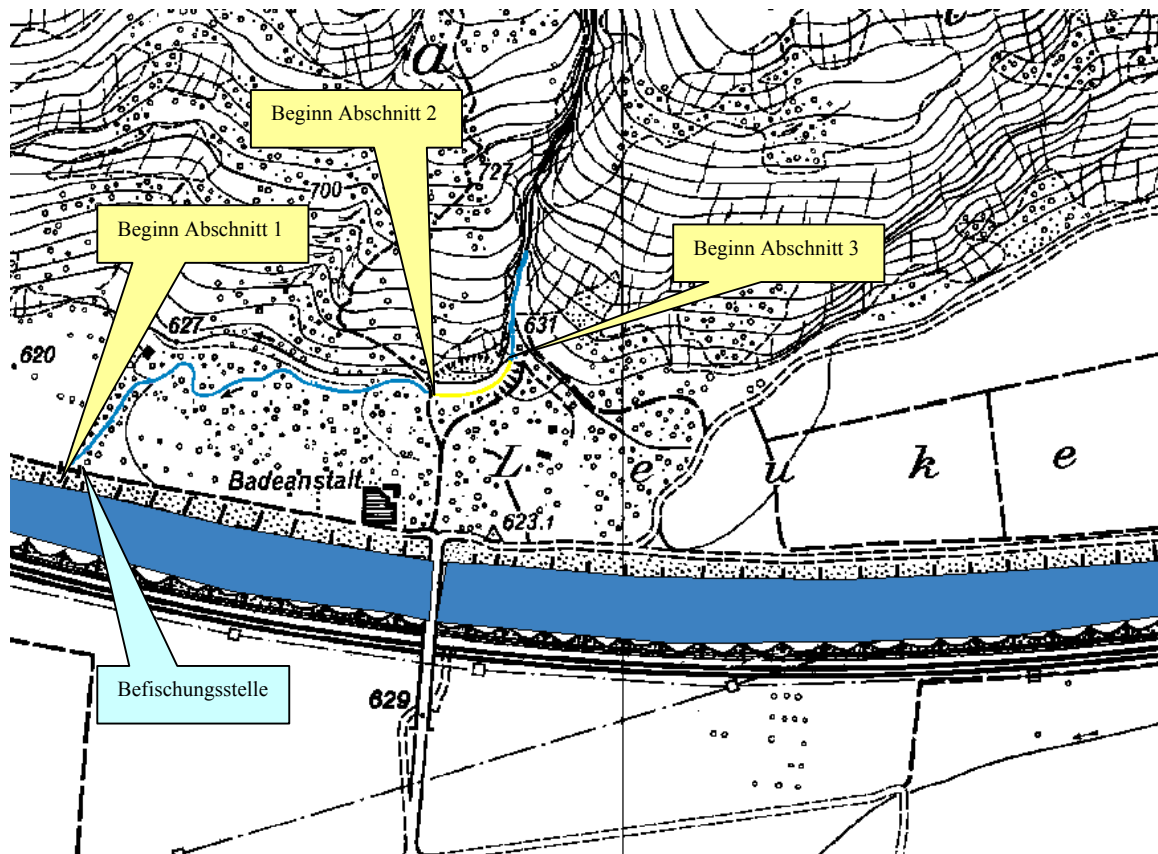 a
t
Beginn Abschnitt 2
727
700
Beginn Abschnitt 1
Beginn Abschnitt 3
627
631
620
Badeanstalt
L e u k e
623.1
Befischungsstelle
629